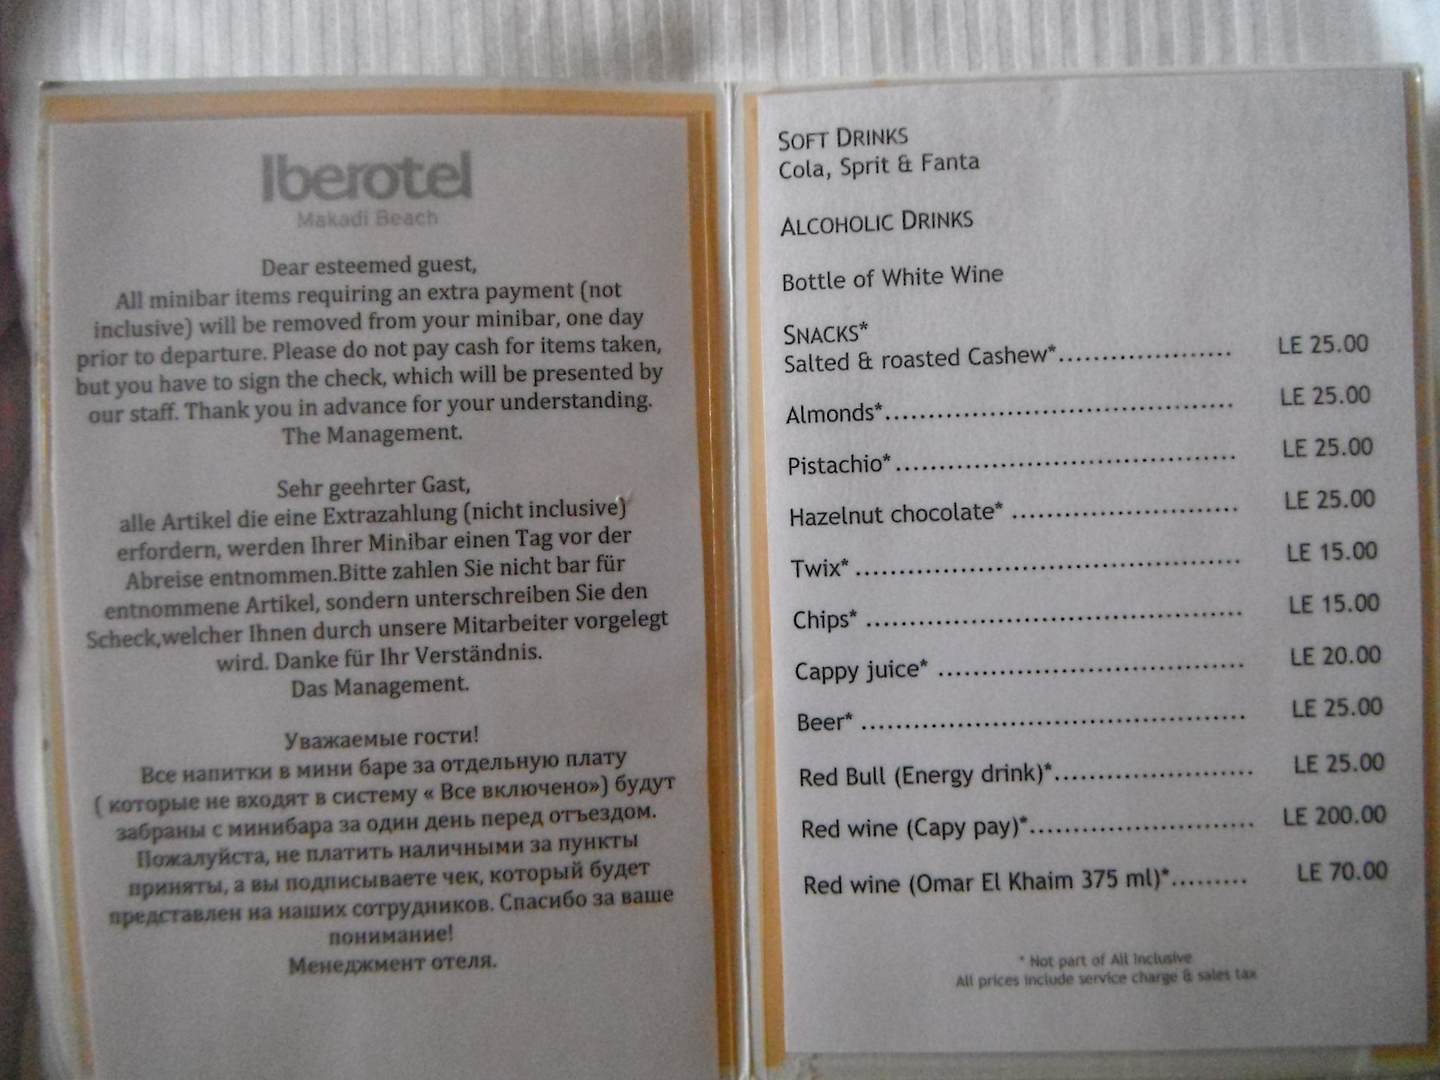 Iberotel
Makadi Beach
Dear esteemed guest,
All minibar items requiring an extra payment (not
inclusive) will be removed from your minibar, one day
prior to departure. Please do not pay cash for items taken,
but you have to sign the check, which will be presented by
our staff. Thank you in advance for your understanding.
The Management.
Sehr geehrter Gast,
alle Artikel die eine Extrazahlung (nicht inclusive)
erfordern, werden Ihrer Minibar einen Tag vor der
Abreise entnommen.Bitte zahlen Sie nicht bar für
entnommene Artikel, sondern unterschreiben Sie den
Scheck,welcher Ihnen durch unsere Mitarbeiter vorgelegt
wird. Danke für Ihr Verständnis.
Das Management.
Уважаемые гости!
Все напитки в мини баре за отдельную плату
( которые не входят в систему « Все включено») будут
забраны с минибара за один день перед отъездом.
Пожалуйста, не платить наличными за пункты
приняты, а вы подписываете чек, который будет
представлен на наших сотрудников. Спасибо за ваше
понимание!
Менеджмент отеля.
SOFT DRINKS
Cola, Sprit & Fanta
ALCOHOLIC DRINKS
Bottle of White Wine
SNACKS*
Salted & roasted Cashew*.................... LE 25.00
Almonds*........................................ LE 25.00
Pistachio*....................................... LE 25.00
Hazelnut chocolate* .......................... LE 25.00
Twix* ............................................ LE 15.00
Chips* ........................................... LE 15.00
Cappy juice* ................................... LE 20.00
Beer* ............................................ LE 25.00
Red Bull (Energy drink)*....................... LE 25.00
Red wine (Capy pay)*.......................... LE 200.00
Red wine (Omar El Khaim 375 ml)*......... LE 70.00
* Not part of All Inclusive
All prices include service charge & sales tax